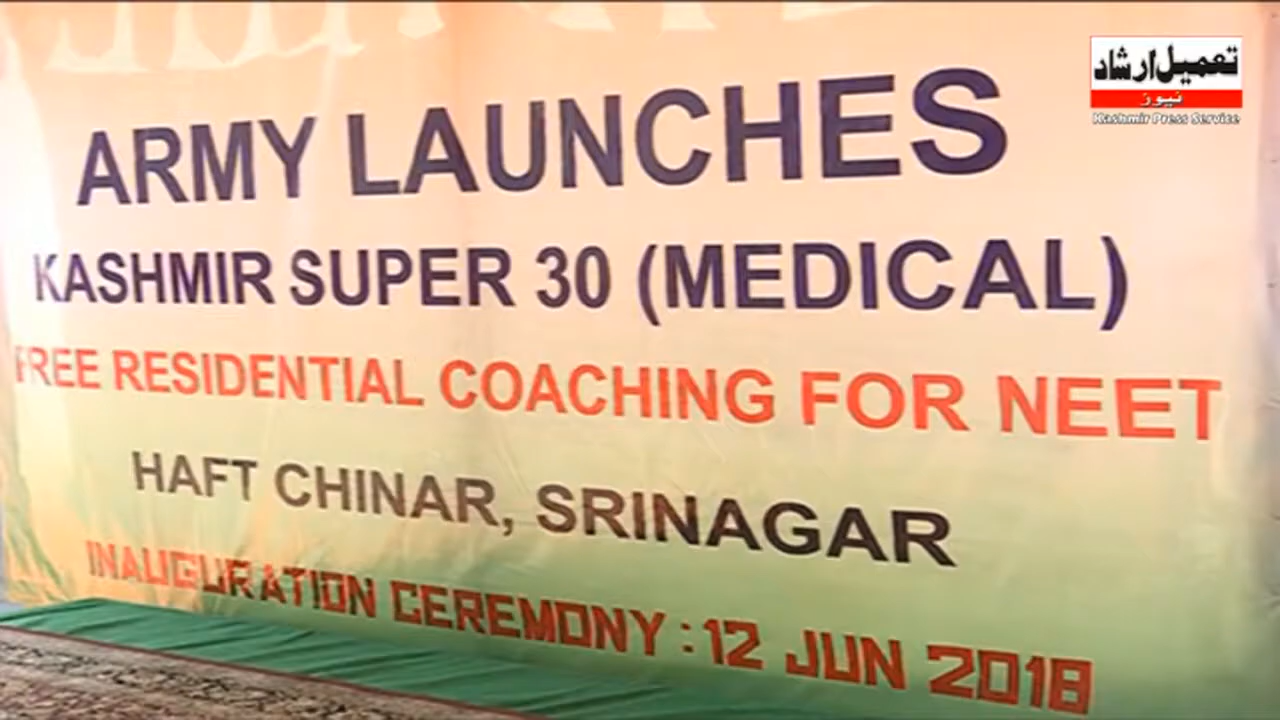 ARMY LAUNCHES
KASHMIR SUPER 30 (MEDICAL)
FREE RESIDENTIAL COACHING FOR NEET
HAFT CHINAR, SRINAGAR
INAUGURATION CEREMONY : 12 JUN 2018
تعمیل ارشاد
نیوز
Kashmir Press Service